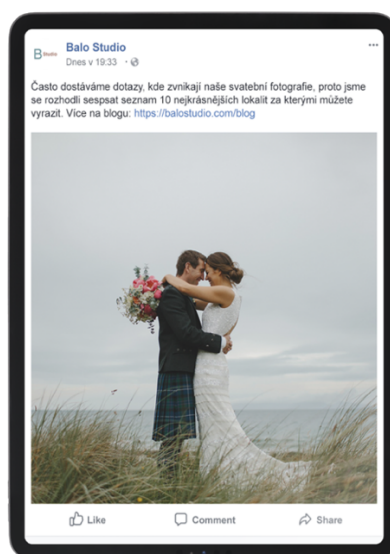 Balo Studio
Dnes v 19:33
Často dostáváme dotazy, kde zvnikají naše svatební fotografie, proto jsme
se rozhodli sespsat seznam 10 nejkrásnějších lokalit za kterými můžete
vyrazit. Více na blogu: https://balostudio.com/blog
B Studio
Like
Comment
Share